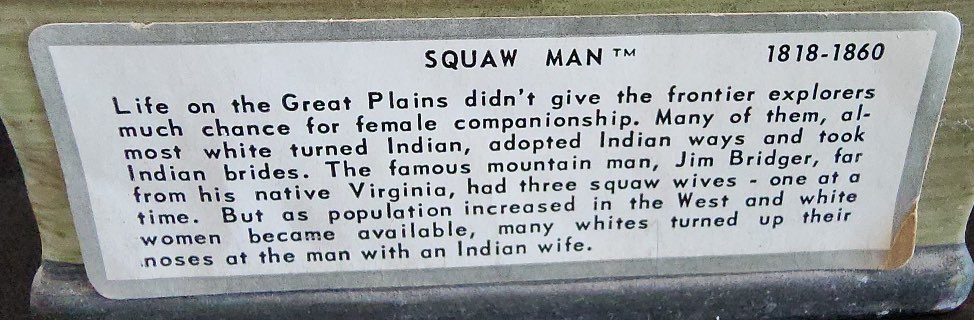 SQUAW MAN™ 1818-1860
Life on the Great Plains didn't give the frontier explorers
much chance for female companionship. Many of them, al-
most white turned Indian, adopted Indian ways and took
Indian brides. The famous mountain man, Jim Bridger, far
from his native Virginia, had three squaw wives - one at a
time. But as population increased in the West and white
women became available, many whites turned up their
noses at the man with an Indian wife.